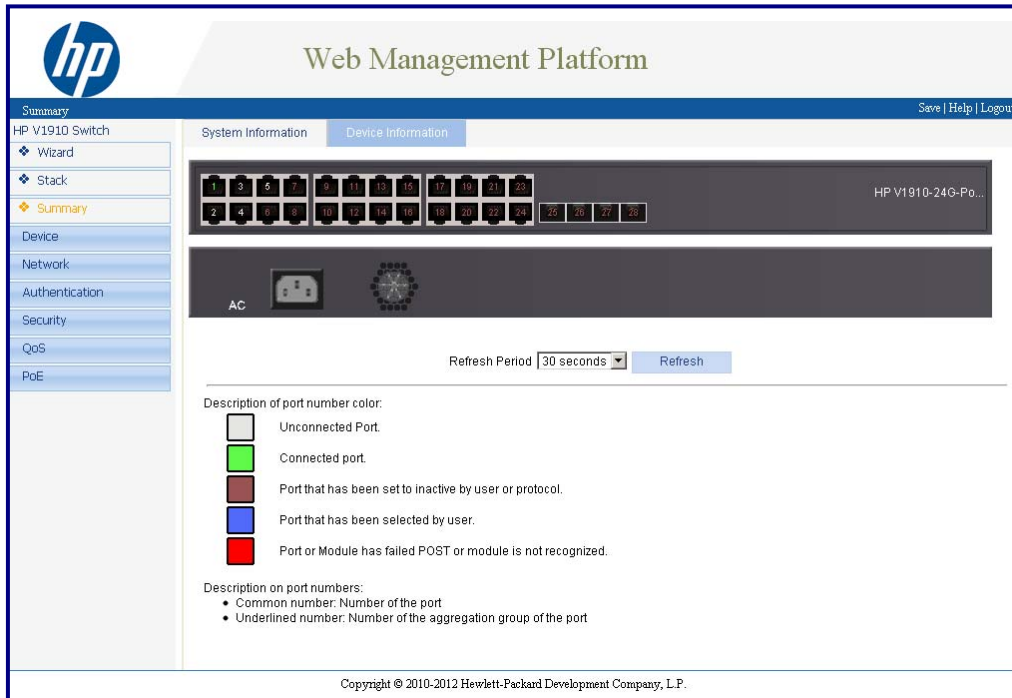 hp
Web Management Platform
Summary
Save | Help | Logou
HP V1910 Switch
Wizard
Stack
Summary
Device
Network
Authentication
Security
QoS
PoE
System Information
Device Information
1 3 5 7 9 11 13 15 17 19 21 23
2 4 6 8 10 12 14 16 18 20 22 24 25 26 27 28
HP V1910-24G-Po...
AC
Refresh Period 30 seconds Refresh
Description of port number color:
Unconnected Port.
Connected port.
Port that has been set to inactive by user or protocol.
Port that has been selected by user.
Port or Module has failed POST or module is not recognized.
Description on port numbers:
• Common number: Number of the port
• Underlined number: Number of the aggregation group of the port
Copyright © 2010-2012 Hewlett-Packard Development Company, L.P.